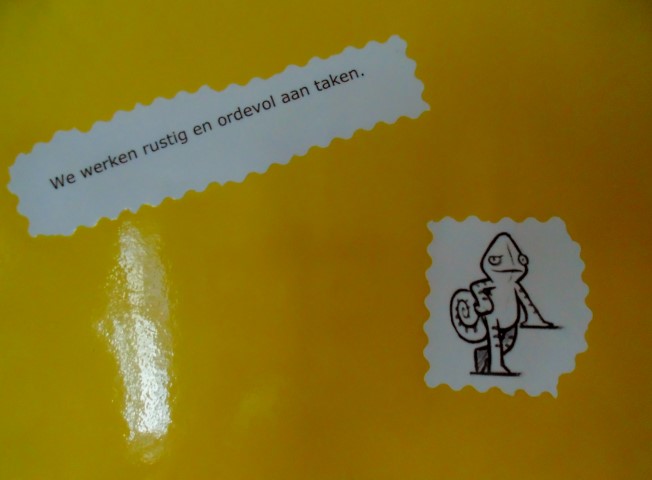 We werken rustig en ordevol aan taken.